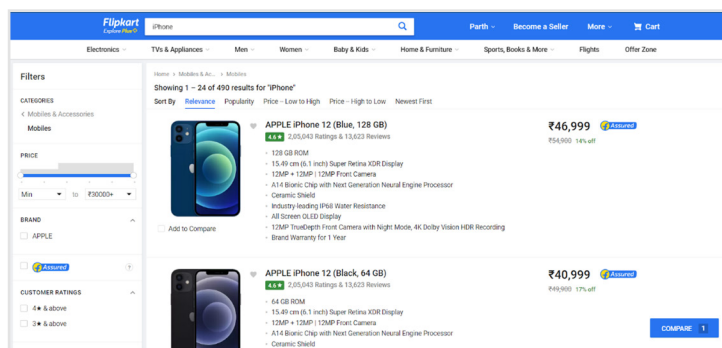 Flipkart
Explore Plus
iPhone
Parth
Become a Seller
More
Cart
Electronics
TVs & Appliances
Men
Women
Baby & Kids
Home & Furniture
Sports, Books & More
Flights
Offer Zone
Filters
CATEGORIES
< Mobiles & Accessories
Mobiles
PRICE
Min to ₹30000+
BRAND
APPLE
Assured
?
CUSTOMER RATINGS
4★ & above
3★ & above
Home > Mobiles & Ac... > Mobiles
Showing 1 – 24 of 490 results for "iPhone"
Sort By Relevance Popularity Price -- Low to High Price -- High to Low Newest First
APPLE iPhone 12 (Blue, 128 GB)
4.6★ 2,05,043 Ratings & 13,623 Reviews
128 GB ROM
15.49 cm (6.1 inch) Super Retina XDR Display
12MP + 12MP | 12MP Front Camera
A14 Bionic Chip with Next Generation Neural Engine Processor
Ceramic Shield
Industry-leading IP68 Water Resistance
All Screen OLED Display
12MP TrueDepth Front Camera with Night Mode, 4K Dolby Vision HDR Recording
Brand Warranty for 1 Year
₹46,999 Assured
₹54,900 14% off
Add to Compare
APPLE iPhone 12 (Black, 64 GB)
4.6★ 2,05,043 Ratings & 13,623 Reviews
64 GB ROM
15.49 cm (6.1 inch) Super Retina XDR Display
12MP + 12MP | 12MP Front Camera
A14 Bionic Chip with Next Generation Neural Engine Processor
Ceramic Shield
₹40,999 Assured
₹49,900 17% off
COMPARE 1